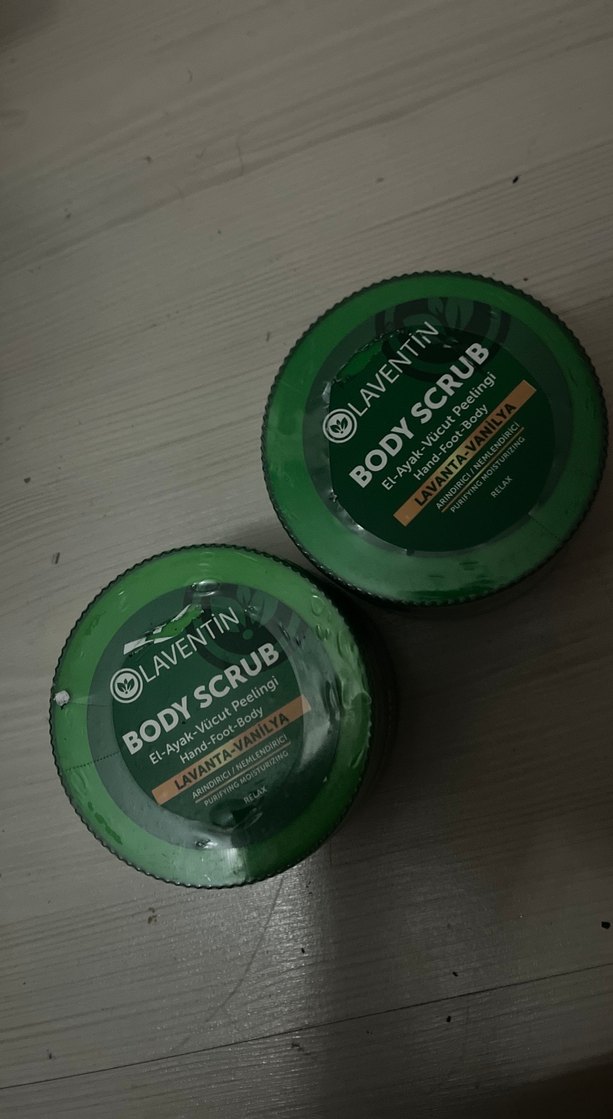 LAVENTİN
BODY SCRUB
El-Ayak-Vücut Peelingi
Hand-Foot-Body
LAVANTA-VANİLYA
ARINDIRICI / NEMLENDİRİCİ
PURIFYING MOISTURIZING
RELAX
LAVENTİN
BODY SCRUB
El-Ayak-Vücut Peelingi
Hand-Foot-Body
LAVANTA-VANİLYA
ARINDIRICI / NEMLENDİRİCİ
PURIFYING MOISTURIZING
RELAX